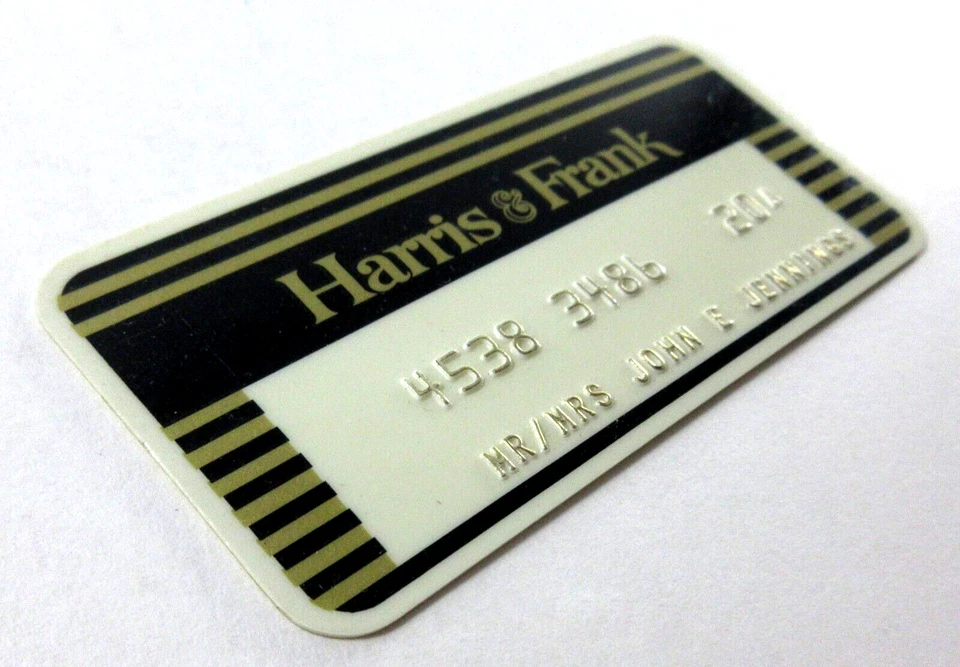 Harris & Frank
4538 3486 204
MR/MRS JOHN E JENNINGS